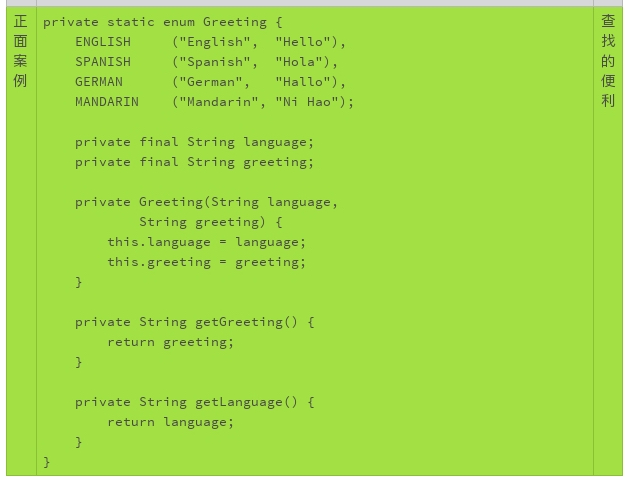 正面案例
private static enum Greeting {
    ENGLISH     ("English",  "Hello"),
    SPANISH     ("Spanish",  "Hola"),
    GERMAN      ("German",   "Hallo"),
    MANDARIN    ("Mandarin", "Ni Hao");

    private final String language;
    private final String greeting;

    private Greeting(String language,
            String greeting) {
        this.language = language;
        this.greeting = greeting;
    }

    private String getGreeting() {
        return greeting;
    }

    private String getLanguage() {
        return language;
    }
}
查找的便利